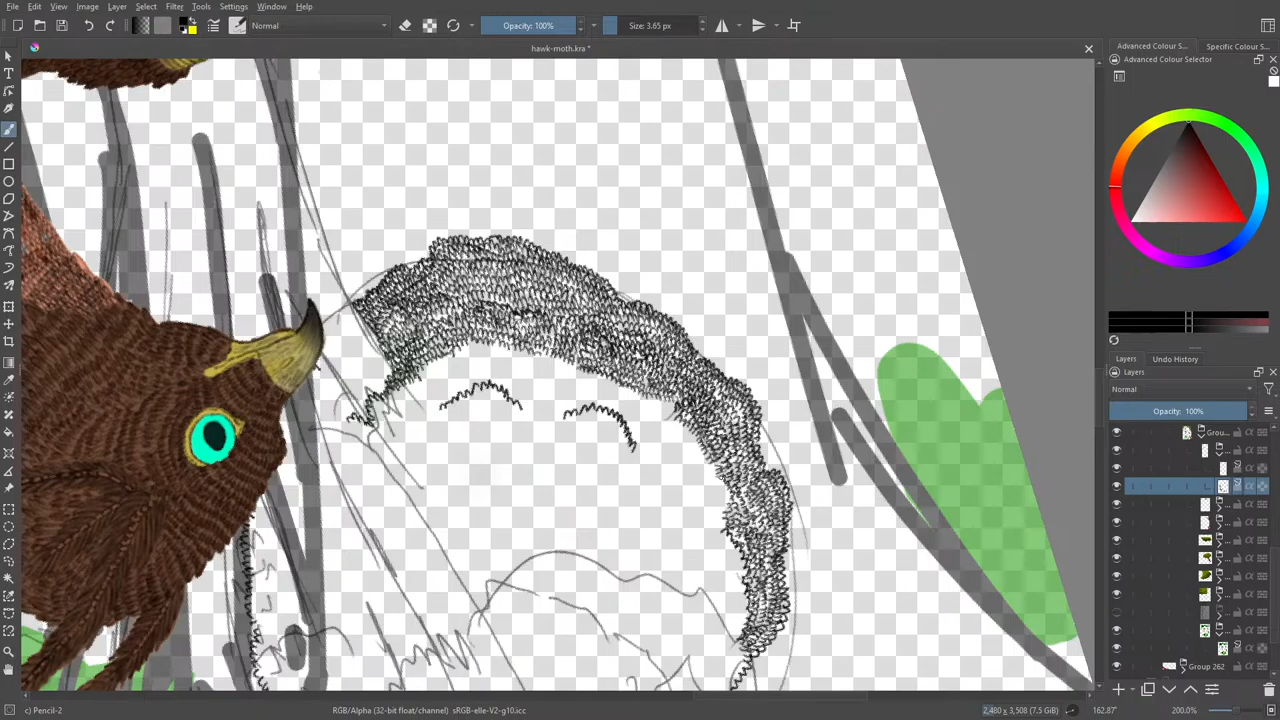 File Edit View Image Layer Select Filter Tools Settings Window Help
Normal Opacity: 100% Size: 3.65 px
hawk-moth.kra *
Advanced Colour S... Specific Colour S...
Advanced Colour Selector
Layers Undo History
Layers
Normal
Opacity: 100%
Grou...
Group 262
c) Pencil-2 RGB/Alpha (32-bit float/channel) sRGB-elle-V2-g10.icc 2,480 x 3,508 (7.5 GiB) 162.87° 200.0%